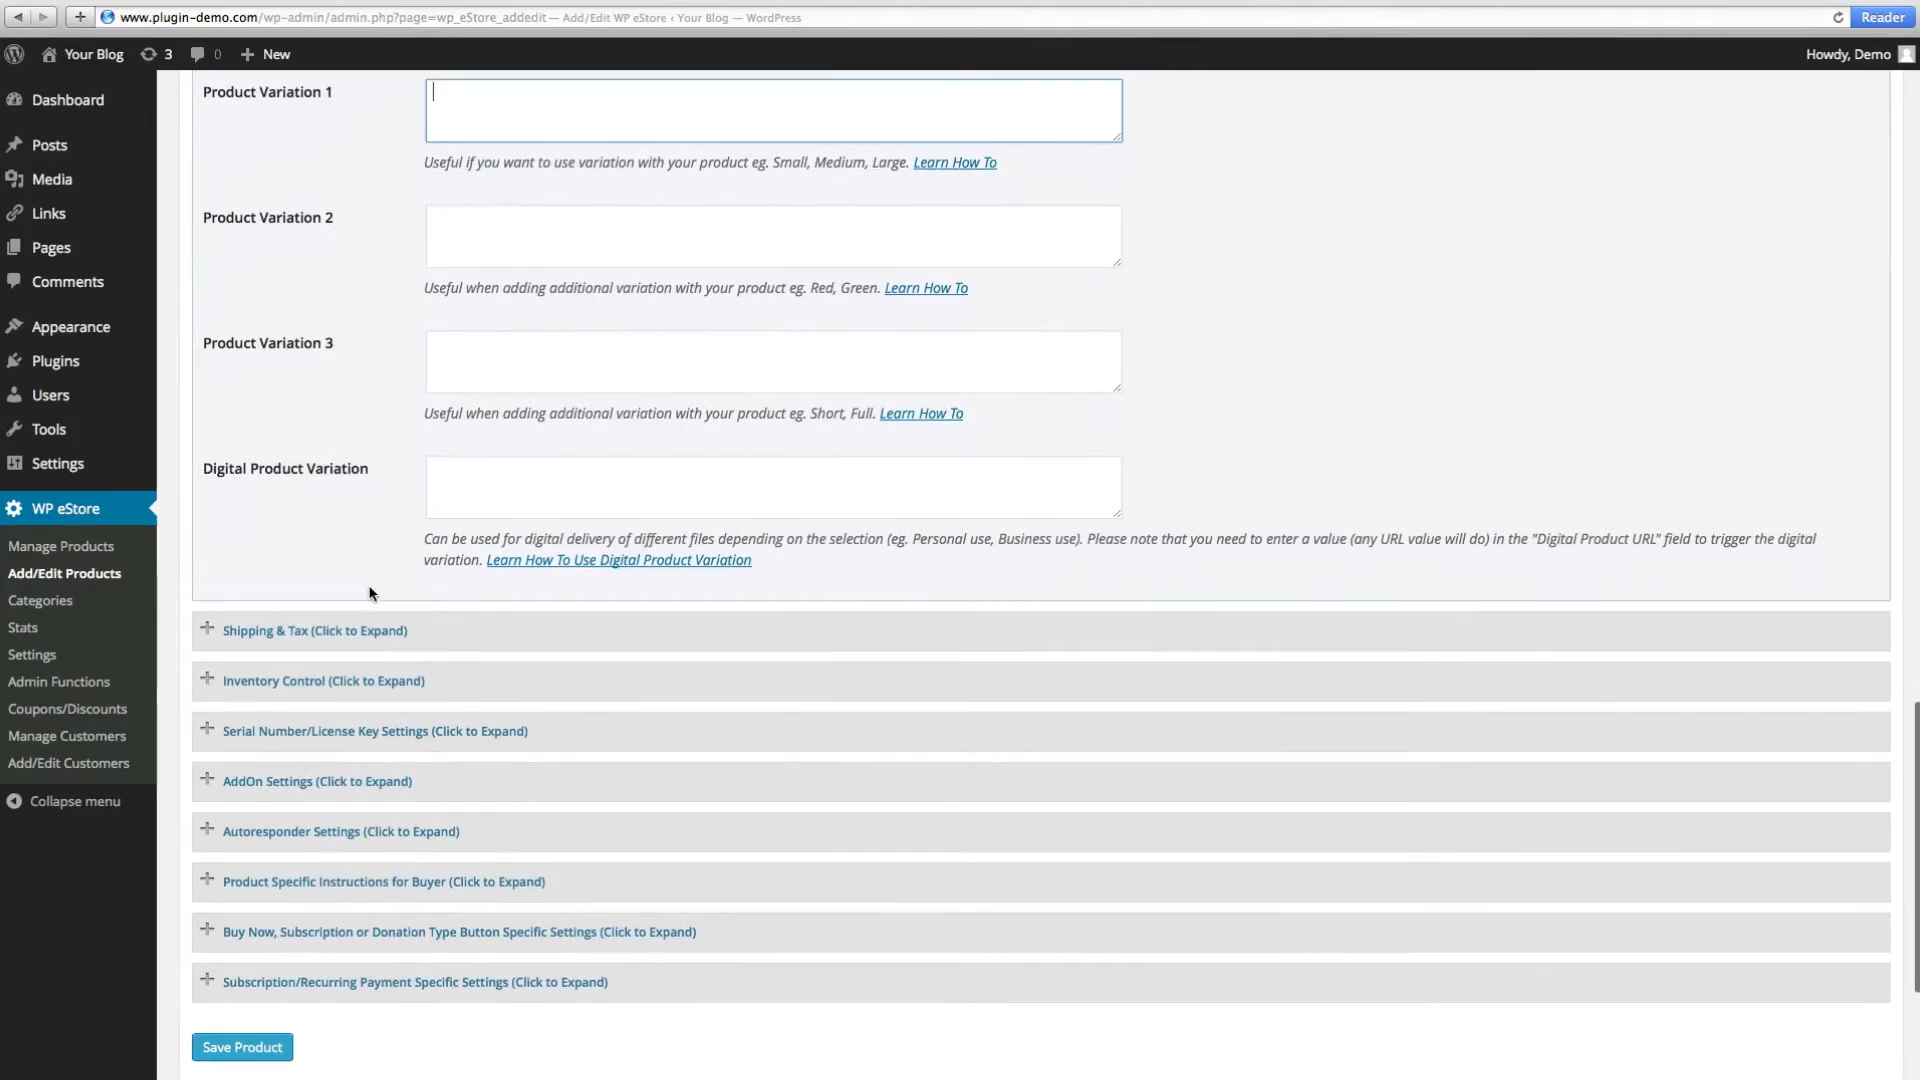 www.plugin-demo.com/wp-admin/admin.php?page=wp_eStore_addedit — Add/Edit WP eStore ‹ Your Blog — WordPress
Reader
Your Blog
3
0
New
Howdy, Demo
Dashboard
Posts
Media
Links
Pages
Comments
Appearance
Plugins
Users
Tools
Settings
WP eStore
Manage Products
Add/Edit Products
Categories
Stats
Settings
Admin Functions
Coupons/Discounts
Manage Customers
Add/Edit Customers
Collapse menu
Product Variation 1
Useful if you want to use variation with your product eg. Small, Medium, Large. Learn How To
Product Variation 2
Useful when adding additional variation with your product eg. Red, Green. Learn How To
Product Variation 3
Useful when adding additional variation with your product eg. Short, Full. Learn How To
Digital Product Variation
Can be used for digital delivery of different files depending on the selection (eg. Personal use, Business use). Please note that you need to enter a value (any URL value will do) in the "Digital Product URL" field to trigger the digital
variation. Learn How To Use Digital Product Variation
Shipping & Tax (Click to Expand)
Inventory Control (Click to Expand)
Serial Number/License Key Settings (Click to Expand)
AddOn Settings (Click to Expand)
Autoresponder Settings (Click to Expand)
Product Specific Instructions for Buyer (Click to Expand)
Buy Now, Subscription or Donation Type Button Specific Settings (Click to Expand)
Subscription/Recurring Payment Specific Settings (Click to Expand)
Save Product